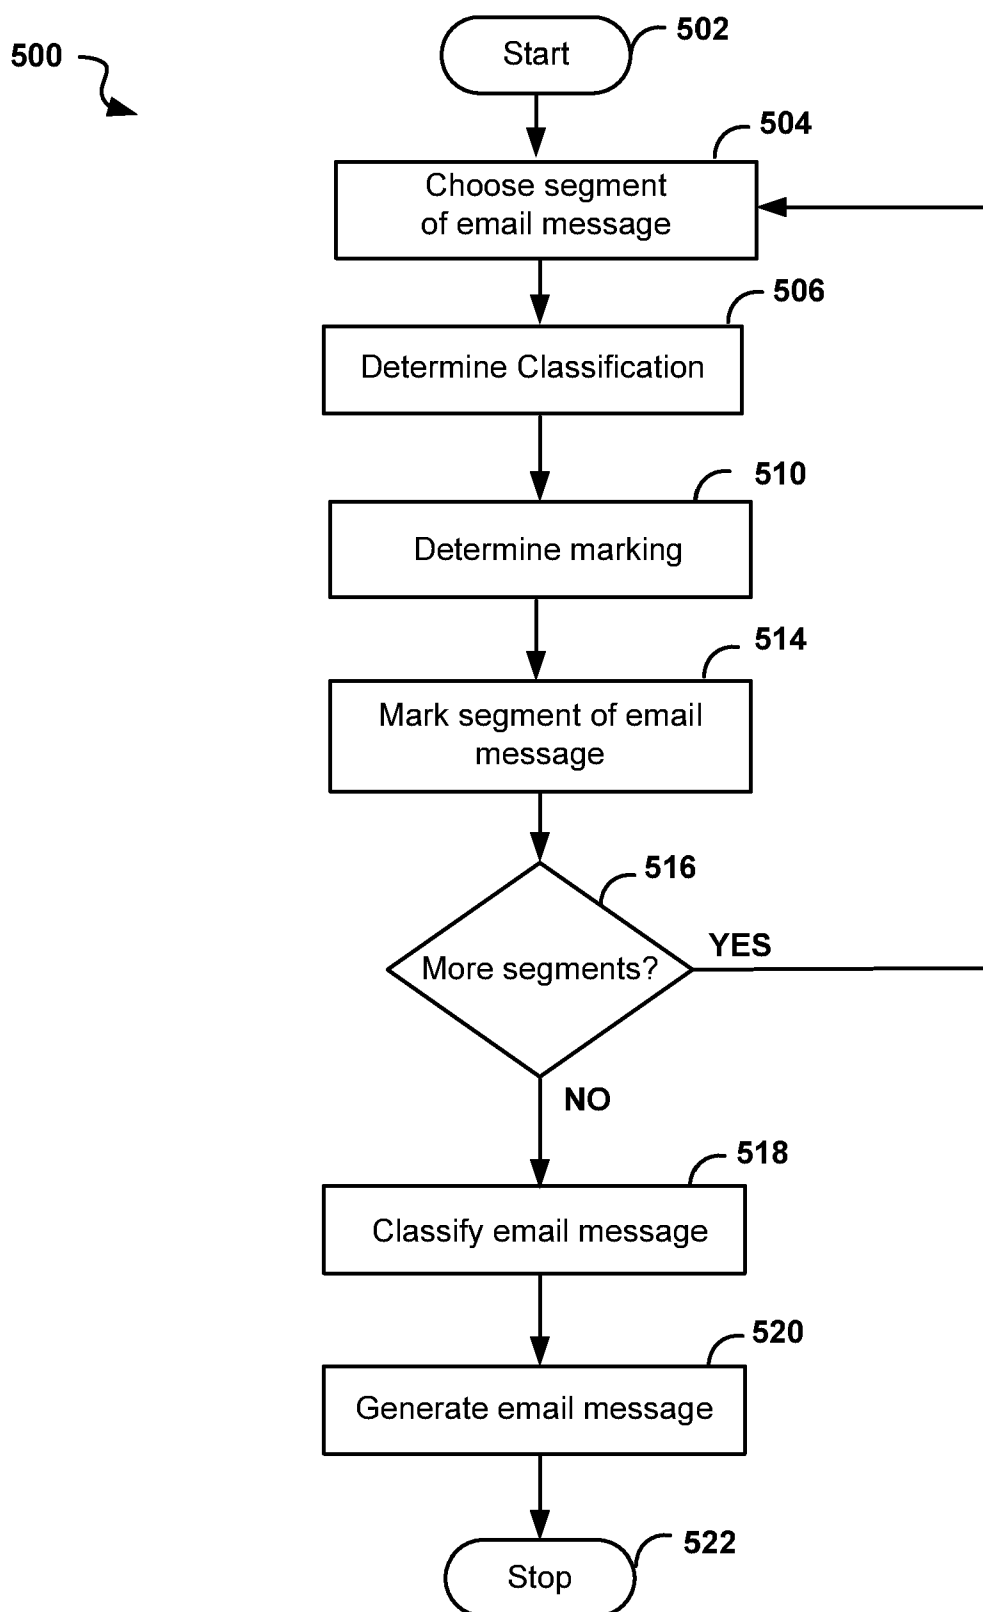 500
Start
502
504
Choose segment
of email message
506
Determine Classification
510
Determine marking
514
Mark segment of email
message
516
More segments?
YES
NO
518
Classify email message
520
Generate email message
522
Stop